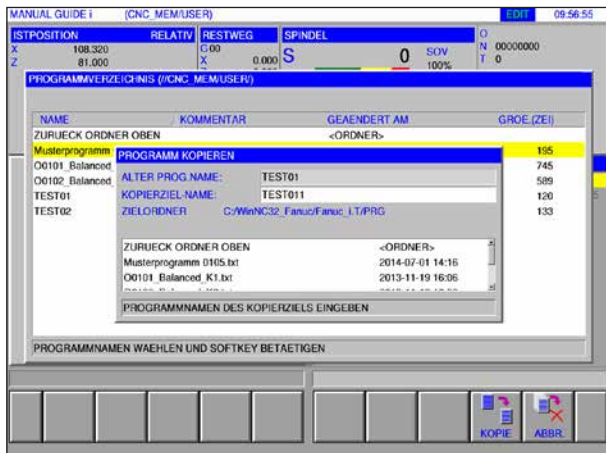 MANUAL GUIDE i (CNC_MEM/USER) EDIT 09:56:55
ISTPOSITION RELATIV RESTWEG SPINDEL O
X 108.320 G00 S 0 SOV N 00000000
Z 81.000 X 0.000 100% T 0
PROGRAMMVERZEICHNIS (//CNC_MEM/USER/)
NAME KOMMENTAR GEAENDERT AM GROE.(ZEI)
ZURUECK ORDNER OBEN <ORDNER>
Musterprogramm 195
O0101_Balanced_ 745
O0102_Balanced_ 589
TEST01 120
TEST02 133
PROGRAMM KOPIEREN
ALTER PROG.NAME: TEST01
KOPIERZIEL-NAME: TEST011
ZIELORDNER C:/WinNC32_Fanuc/Fanuc_i.T/PRG
ZURUECK ORDNER OBEN <ORDNER>
Musterprogramm 0105.txt 2014-07-01 14:16
O0101_Balanced_K1.txt 2013-11-19 16:06
PROGRAMMNAMEN DES KOPIERZIELS EINGEBEN
PROGRAMMNAMEN WAEHLEN UND SOFTKEY BETAETIGEN
KOPIE ABBR.